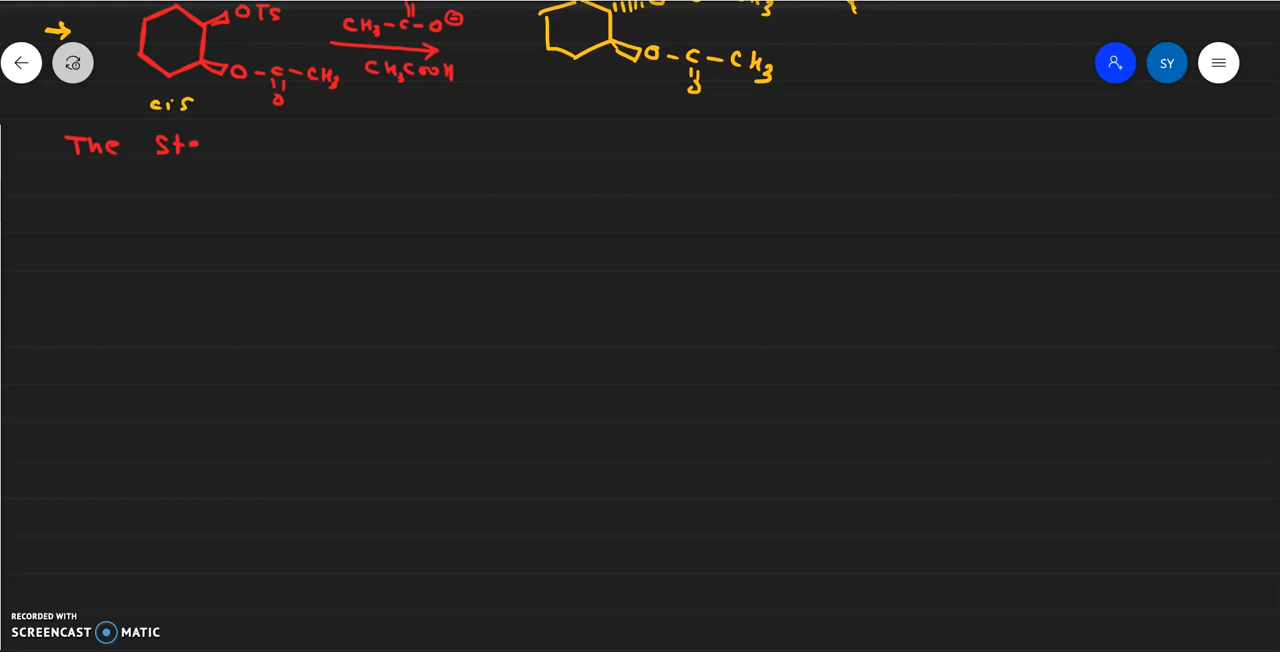 OTs
CH₃-C-O⊖
CH₃COOH
O-C-CH₃
O
O-C-CH₃
O
cis
The St
SY
RECORDED WITH
SCREENCAST MATIC